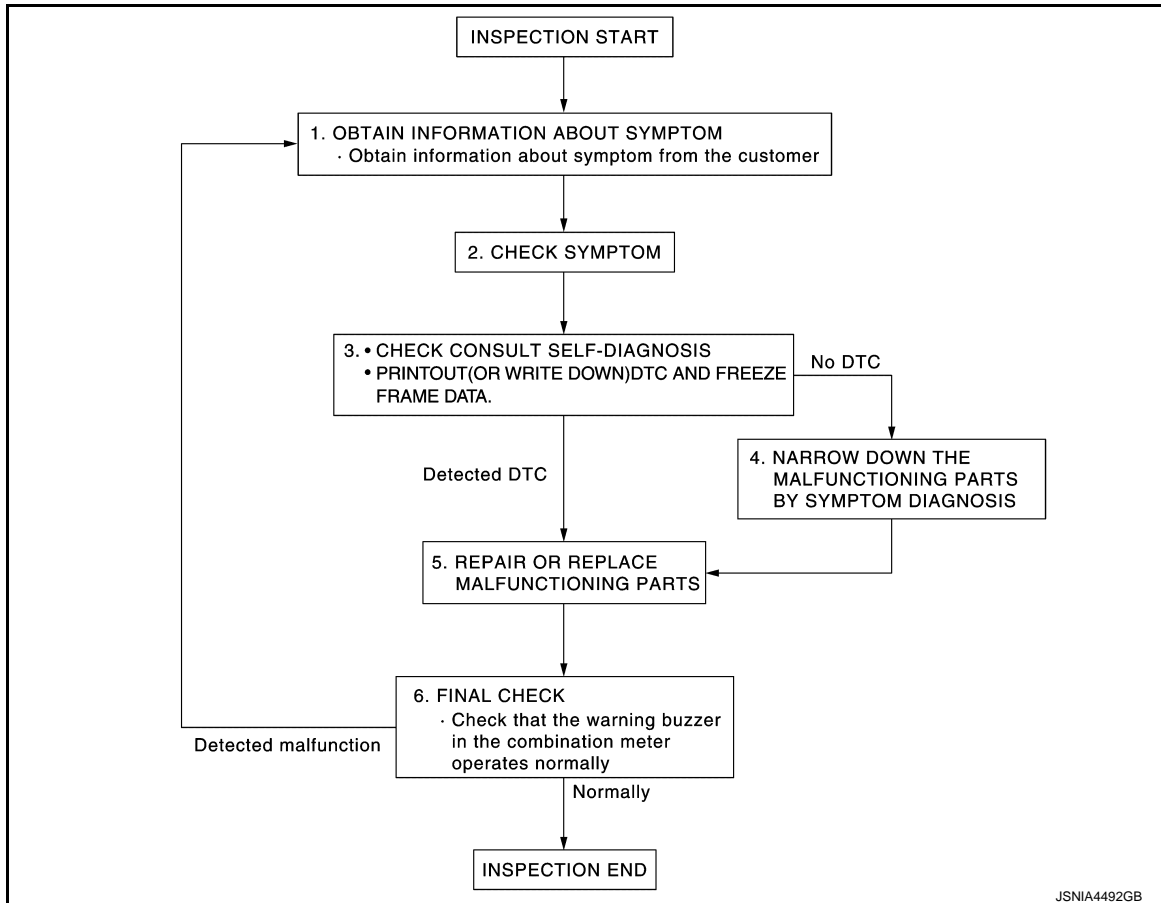 INSPECTION START
1. OBTAIN INFORMATION ABOUT SYMPTOM
· Obtain information about symptom from the customer
2. CHECK SYMPTOM
3. • CHECK CONSULT SELF-DIAGNOSIS
• PRINTOUT(OR WRITE DOWN)DTC AND FREEZE
FRAME DATA.
No DTC
Detected DTC
4. NARROW DOWN THE
MALFUNCTIONING PARTS
BY SYMPTOM DIAGNOSIS
5. REPAIR OR REPLACE
MALFUNCTIONING PARTS
6. FINAL CHECK
· Check that the warning buzzer
in the combination meter
operates normally
Detected malfunction
Normally
INSPECTION END
JSNIA4492GB